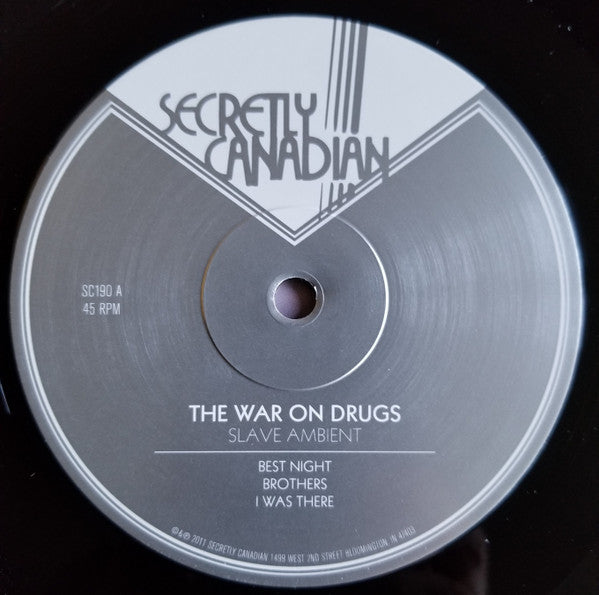 SECRETLY
CANADIAN
SC190 A
45 RPM
THE WAR ON DRUGS
SLAVE AMBIENT
BEST NIGHT
BROTHERS
I WAS THERE
©&℗ 2011 SECRETLY CANADIAN 1499 WEST 2ND STREET BLOOMINGTON, IN 47403